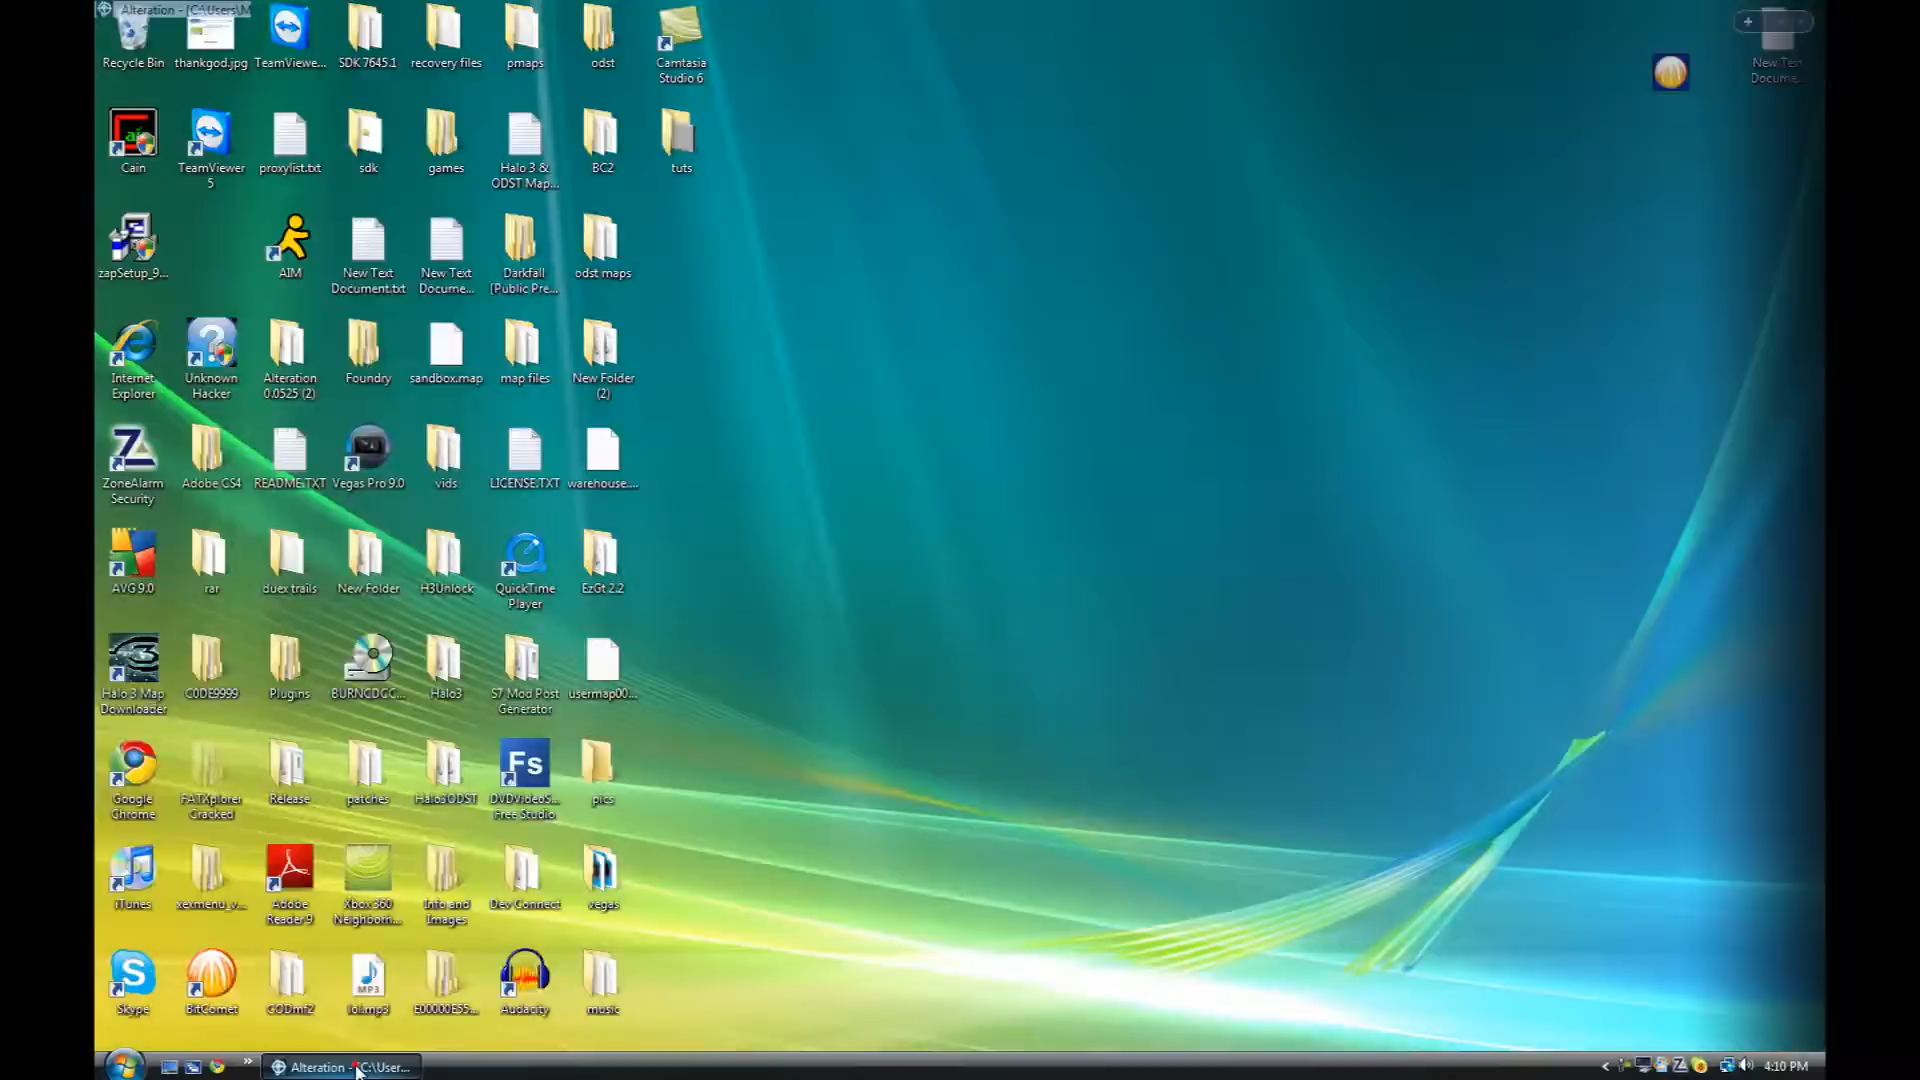 Alteration - [C:\Users\M
Recycle Bin
thankgod.jpg
TeamViewe...
SDK 7645.1
recovery files
pmaps
odst
Camtasia
Studio 6
New Text
Docume...
Cain
TeamViewer
5
proxylist.txt
sdk
games
Halo 3 &
ODST Map...
BC2
tuts
zapSetup_9...
AIM
New Text
Document.txt
New Text
Docume...
Darkfall
[Public Pre...
odst maps
Internet
Explorer
Unknown
Hacker
Alteration
0.0525 (2)
Foundry
sandbox.map
map files
New Folder
(2)
ZoneAlarm
Security
Adobe CS4
README.TXT
Vegas Pro 9.0
vids
LICENSE.TXT
warehouse....
AVG 9.0
rar
duex trails
New Folder
H3Unlock
QuickTime
Player
EzGt 2.2
Halo 3 Map
Downloader
C0DE9999
Plugins
BURNCDCC...
Halo3
S7 Mod Post
Generator
usermap00...
Google
Chrome
FATXplorer
Cracked
Release
patches
Halo3ODST
Fs
DVDVideoS...
Free Studio
pics
iTunes
xexmenu_v...
Adobe
Reader 9
Xbox 360
Neighborh...
Info and
Images
Dev Connect
vegas
Skype
BitComet
CODmf2
MP3
lol.mp3
E00000E55...
Audacity
music
Alteration - [C:\User...
4:10 PM